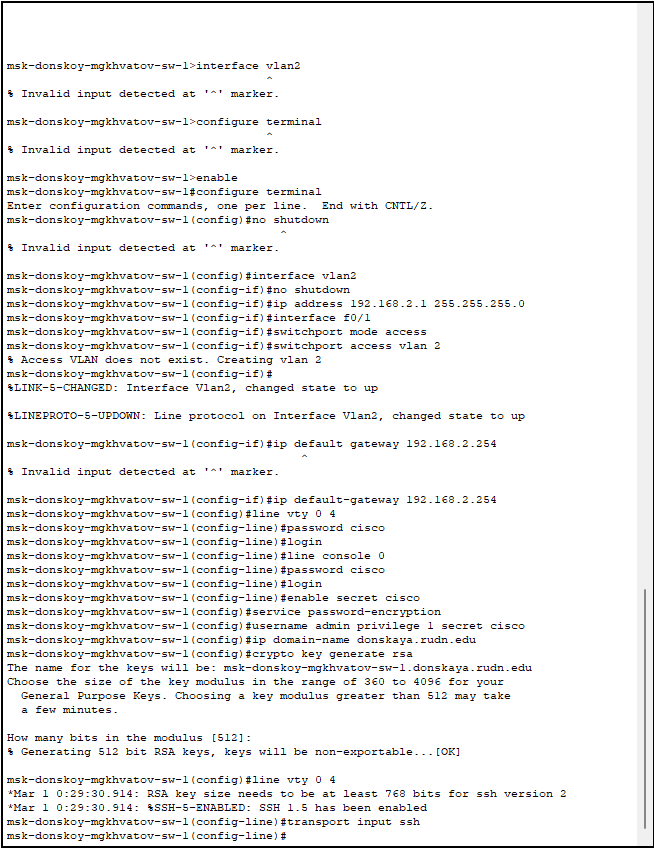 msk-donskoy-mgkhvatov-sw-1>interface vlan2
^
% Invalid input detected at '^' marker.
msk-donskoy-mgkhvatov-sw-1>configure terminal
^
% Invalid input detected at '^' marker.
msk-donskoy-mgkhvatov-sw-1>enable
msk-donskoy-mgkhvatov-sw-1#configure terminal
Enter configuration commands, one per line.  End with CNTL/Z.
msk-donskoy-mgkhvatov-sw-1(config)#no shutdown
^
% Invalid input detected at '^' marker.
msk-donskoy-mgkhvatov-sw-1(config)#interface vlan2
msk-donskoy-mgkhvatov-sw-1(config-if)#no shutdown
msk-donskoy-mgkhvatov-sw-1(config-if)#ip address 192.168.2.1 255.255.255.0
msk-donskoy-mgkhvatov-sw-1(config-if)#interface f0/1
msk-donskoy-mgkhvatov-sw-1(config-if)#switchport mode access
msk-donskoy-mgkhvatov-sw-1(config-if)#switchport access vlan 2
% Access VLAN does not exist. Creating vlan 2
msk-donskoy-mgkhvatov-sw-1(config-if)#
%LINK-5-CHANGED: Interface Vlan2, changed state to up
%LINEPROTO-5-UPDOWN: Line protocol on Interface Vlan2, changed state to up
msk-donskoy-mgkhvatov-sw-1(config-if)#ip default gateway 192.168.2.254
^
% Invalid input detected at '^' marker.
msk-donskoy-mgkhvatov-sw-1(config-if)#ip default-gateway 192.168.2.254
msk-donskoy-mgkhvatov-sw-1(config)#line vty 0 4
msk-donskoy-mgkhvatov-sw-1(config-line)#password cisco
msk-donskoy-mgkhvatov-sw-1(config-line)#login
msk-donskoy-mgkhvatov-sw-1(config-line)#line console 0
msk-donskoy-mgkhvatov-sw-1(config-line)#password cisco
msk-donskoy-mgkhvatov-sw-1(config-line)#login
msk-donskoy-mgkhvatov-sw-1(config-line)#enable secret cisco
msk-donskoy-mgkhvatov-sw-1(config)#service password-encryption
msk-donskoy-mgkhvatov-sw-1(config)#username admin privilege 1 secret cisco
msk-donskoy-mgkhvatov-sw-1(config)#ip domain-name donskaya.rudn.edu
msk-donskoy-mgkhvatov-sw-1(config)#crypto key generate rsa
The name for the keys will be: msk-donskoy-mgkhvatov-sw-1.donskaya.rudn.edu
Choose the size of the key modulus in the range of 360 to 4096 for your
General Purpose Keys. Choosing a key modulus greater than 512 may take
a few minutes.
How many bits in the modulus [512]:
% Generating 512 bit RSA keys, keys will be non-exportable...[OK]
msk-donskoy-mgkhvatov-sw-1(config)#line vty 0 4
*Mar 1 0:29:30.914: RSA key size needs to be at least 768 bits for ssh version 2
*Mar 1 0:29:30.914: %SSH-5-ENABLED: SSH 1.5 has been enabled
msk-donskoy-mgkhvatov-sw-1(config-line)#transport input ssh
msk-donskoy-mgkhvatov-sw-1(config-line)#